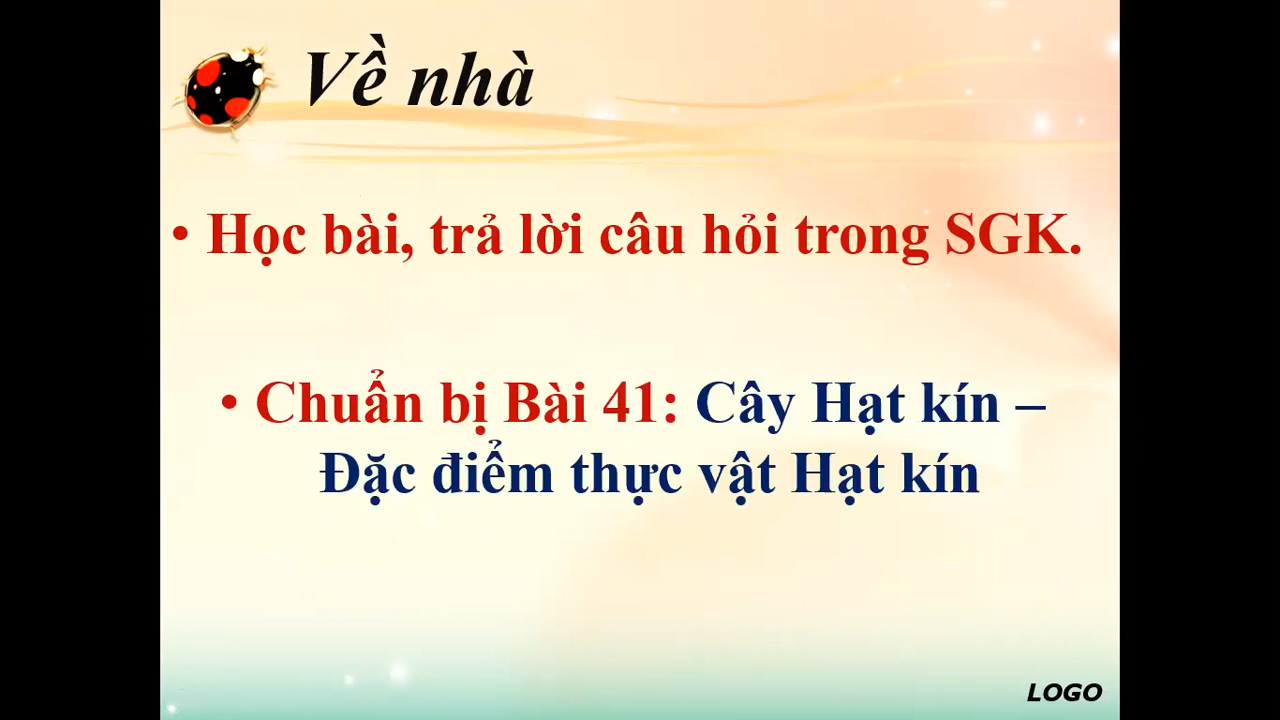 Về nhà
• Học bài, trả lời câu hỏi trong SGK.
• Chuẩn bị Bài 41: Cây Hạt kín –
Đặc điểm thực vật Hạt kín
LOGO